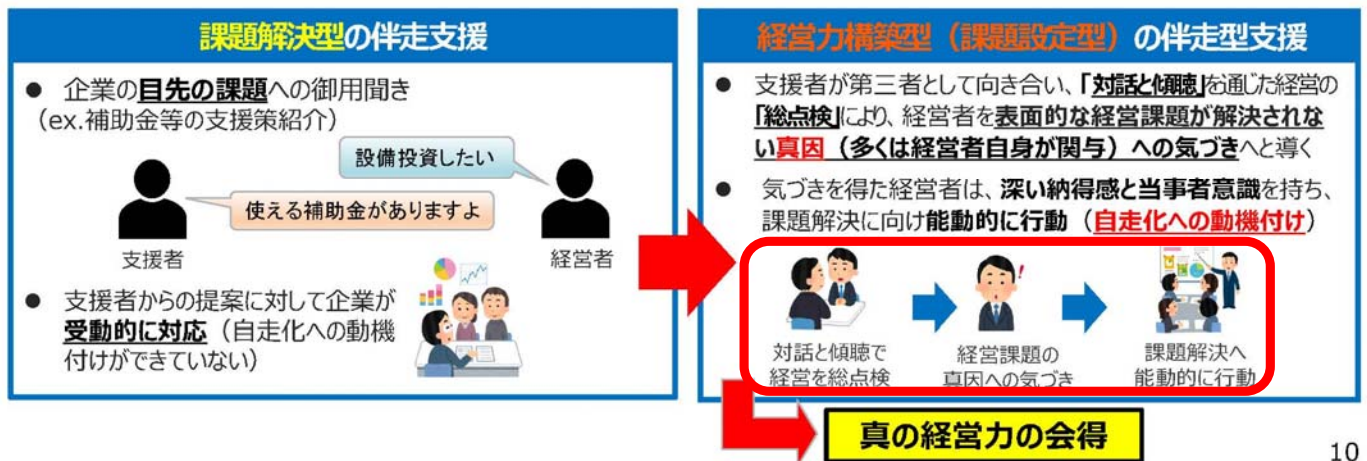 課題解決型の伴走支援
● 企業の目先の課題への御用聞き
（ex.補助金等の支援策紹介）
設備投資したい
使える補助金がありますよ
支援者
経営者
● 支援者からの提案に対して企業が
受動的に対応（自走化への動機
付けができていない）
経営力構築型（課題設定型）の伴走型支援
● 支援者が第三者として向き合い、「対話と傾聴」を通じた経営の
「総点検」により、経営者を表面的な経営課題が解決されな
い真因（多くは経営者自身が関与）への気づきへと導く
● 気づきを得た経営者は、深い納得感と当事者意識を持ち、
課題解決に向け能動的に行動（自走化への動機付け）
対話と傾聴で
経営を総点検
経営課題の
真因への気づき
課題解決へ
能動的に行動
真の経営力の会得
10